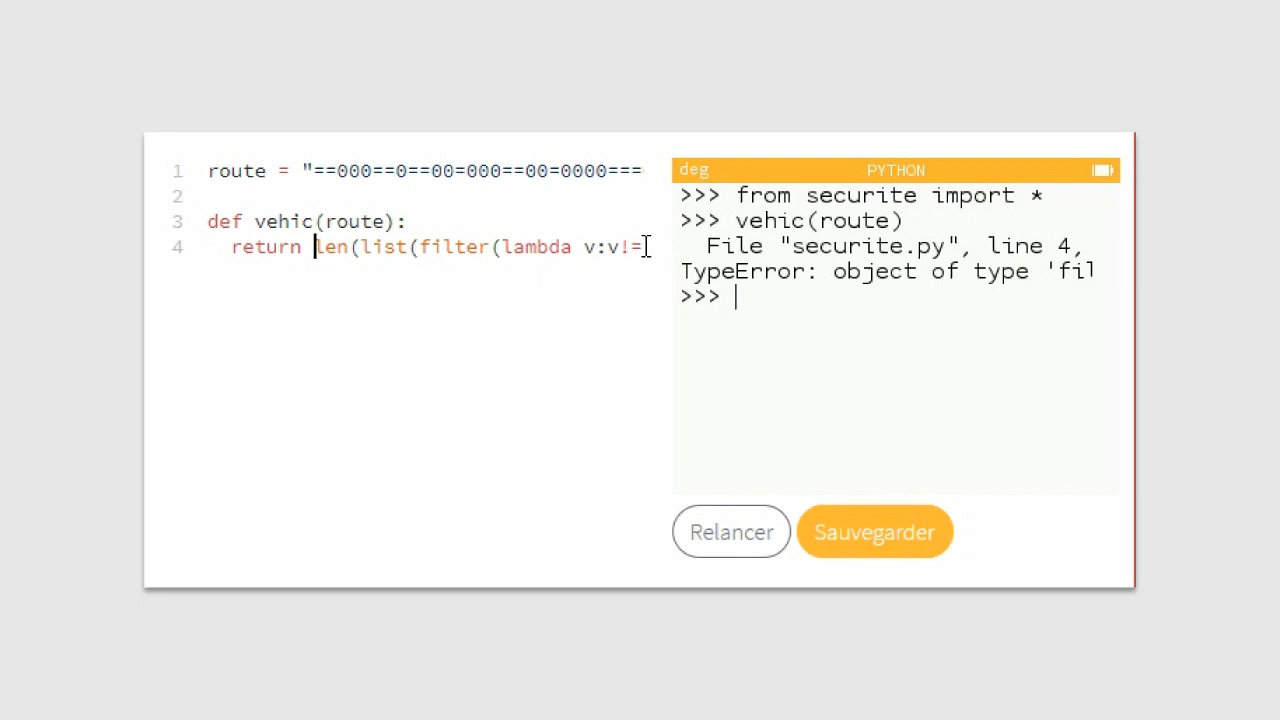 1 route = "==000==0==00=000==00=0000===
2
3 def vehic(route):
4 return len(list(filter(lambda v:v!=
deg PYTHON
>>> from securite import *
>>> vehic(route)
File "securite.py", line 4,
TypeError: object of type 'fil
>>>
Relancer Sauvegarder